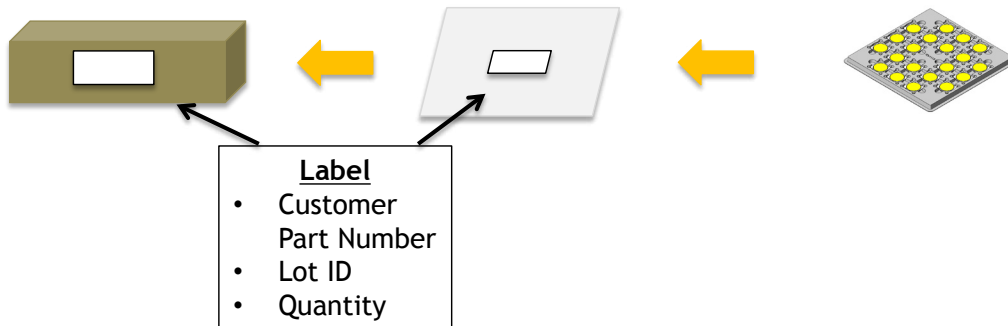 Label
• Customer
Part Number
• Lot ID
• Quantity